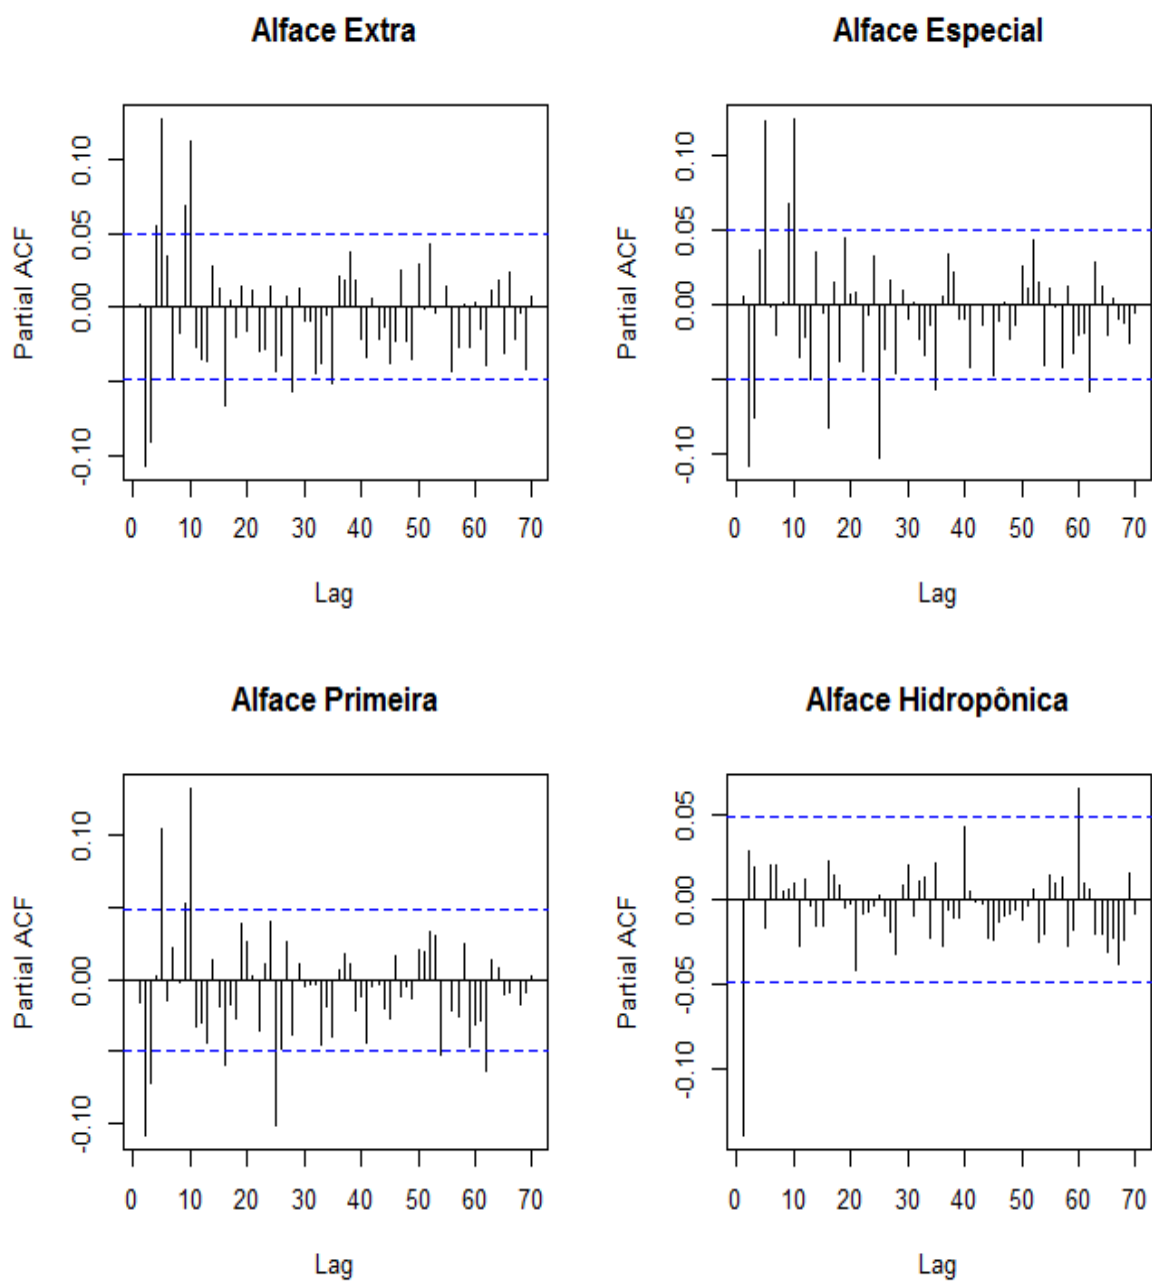 Alface Extra
Partial ACF
0.10
0.05
0.00
-0.10
0 10 20 30 40 50 60 70
Lag
Alface Especial
Partial ACF
0.10
0.05
0.00
-0.10
0 10 20 30 40 50 60 70
Lag
Alface Primeira
Partial ACF
0.10
0.00
-0.10
0 10 20 30 40 50 60 70
Lag
Alface Hidropônica
Partial ACF
0.05
0.00
-0.05
-0.10
0 10 20 30 40 50 60 70
Lag